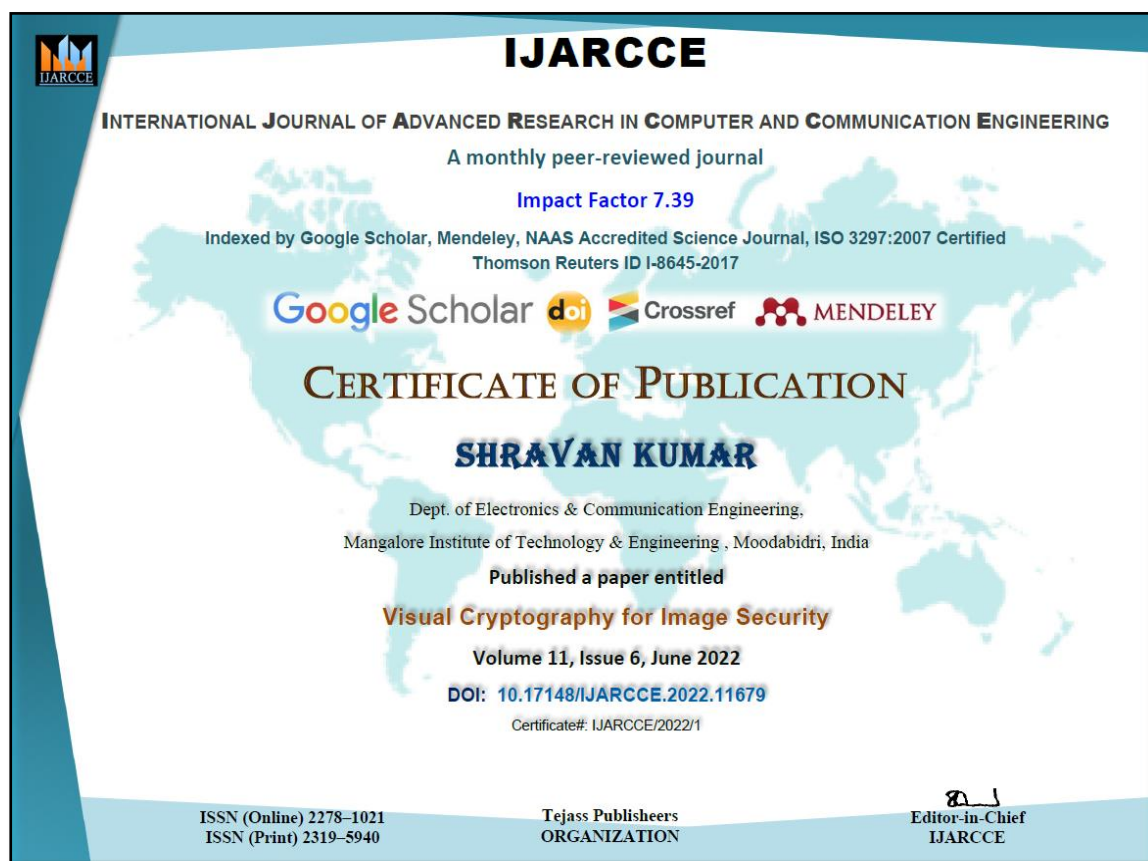 IJARCCE
IJARCCE
INTERNATIONAL JOURNAL OF ADVANCED RESEARCH IN COMPUTER AND COMMUNICATION ENGINEERING
A monthly peer-reviewed journal
Impact Factor 7.39
Indexed by Google Scholar, Mendeley, NAAS Accredited Science Journal, ISO 3297:2007 Certified
Thomson Reuters ID I-8645-2017
Google Scholar doi Crossref MENDELEY
CERTIFICATE OF PUBLICATION
SHRAVAN KUMAR
Dept. of Electronics & Communication Engineering,
Mangalore Institute of Technology & Engineering , Moodabidri, India
Published a paper entitled
Visual Cryptography for Image Security
Volume 11, Issue 6, June 2022
DOI: 10.17148/IJARCCE.2022.11679
Certificate#: IJARCCE/2022/1
ISSN (Online) 2278–1021
ISSN (Print) 2319–5940
Tejass Publisheers
ORGANIZATION
Editor-in-Chief
IJARCCE